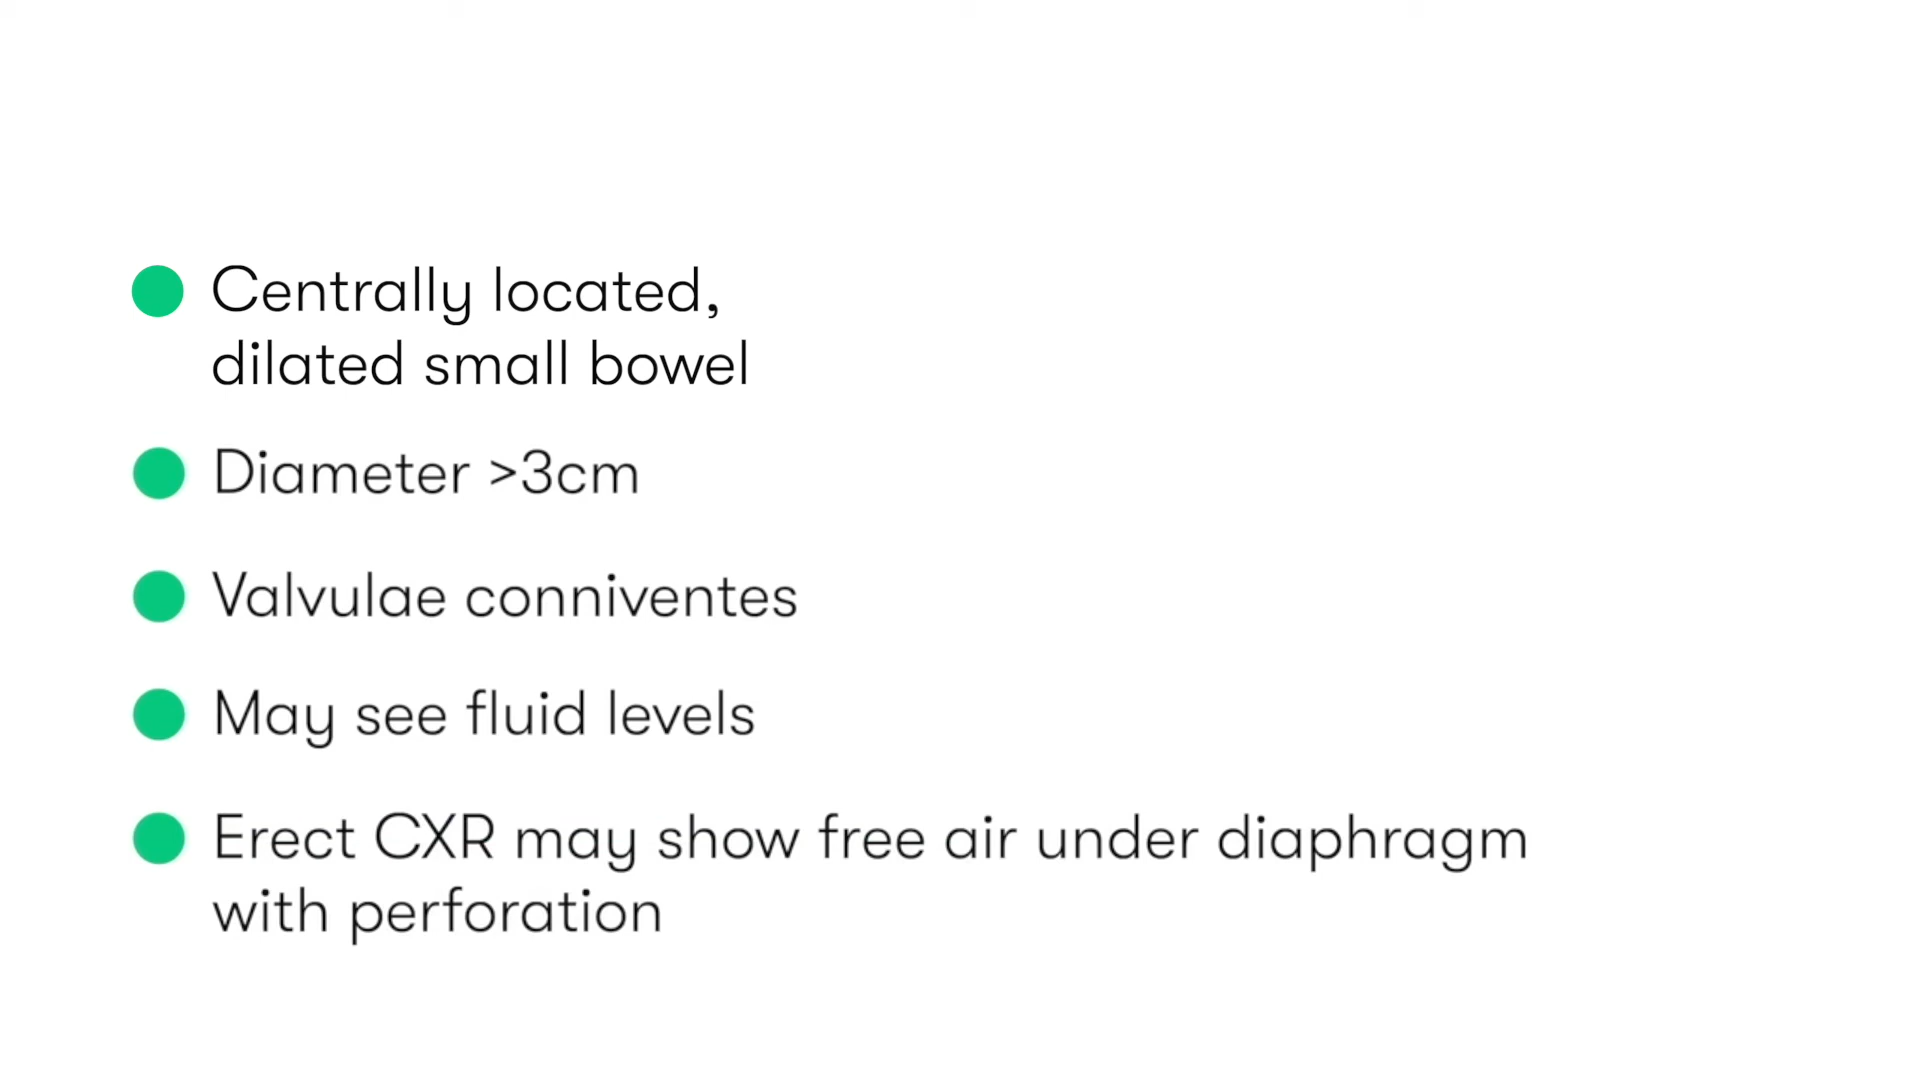 Centrally located,
dilated small bowel
Diameter >3cm
Valvulae conniventes
May see fluid levels
Erect CXR may show free air under diaphragm
with perforation